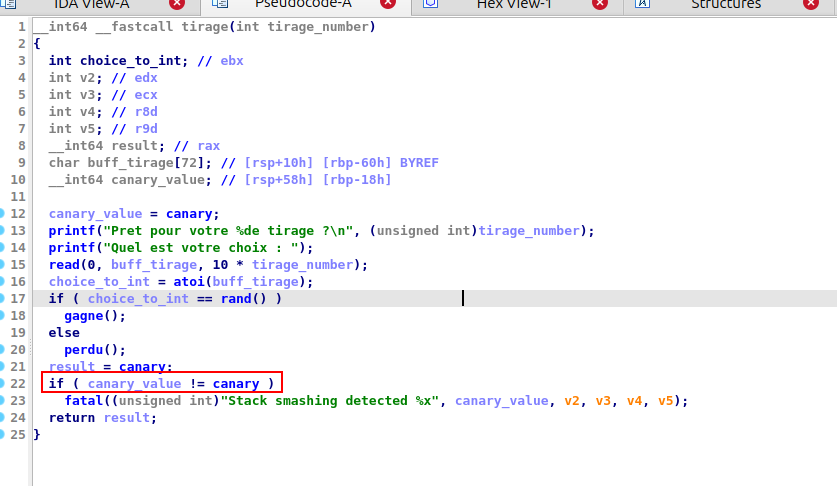 IDA View-A Pseudocode-A Hex View-1 Structures
1 __int64 __fastcall tirage(int tirage_number)
2 {
3 int choice_to_int; // ebx
4 int v2; // edx
5 int v3; // ecx
6 int v4; // r8d
7 int v5; // r9d
8 __int64 result; // rax
9 char buff_tirage[72]; // [rsp+10h] [rbp-60h] BYREF
10 __int64 canary_value; // [rsp+58h] [rbp-18h]
11
12 canary_value = canary;
13 printf("Pret pour votre %de tirage ?\n", (unsigned int)tirage_number);
14 printf("Quel est votre choix : ");
15 read(0, buff_tirage, 10 * tirage_number);
16 choice_to_int = atoi(buff_tirage);
17 if ( choice_to_int == rand() )
18 gagne();
19 else
20 perdu();
21 result = canary;
22 if ( canary_value != canary )
23 fatal((unsigned int)"Stack smashing detected %x", canary_value, v2, v3, v4, v5);
24 return result;
25 }